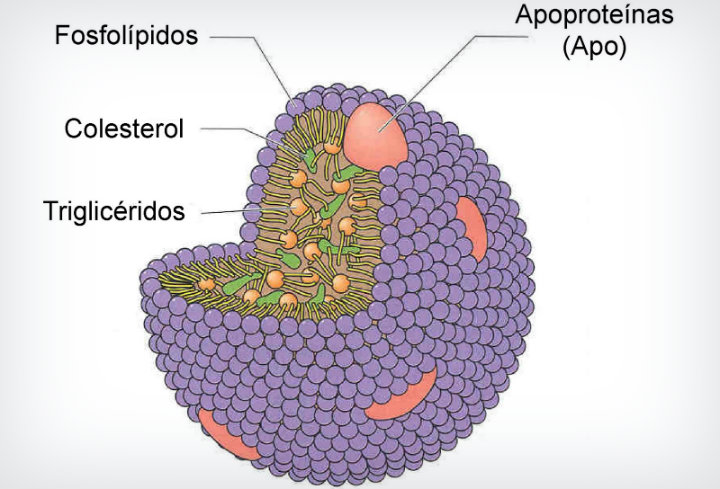 Fosfolípidos
Apoproteínas
(Apo)
Colesterol
Triglicéridos